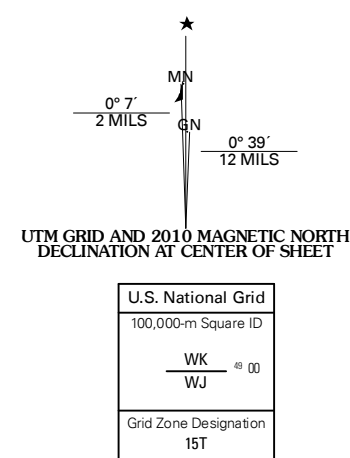 ★
MN
0° 7´
2 MILS
GN
0° 39´
12 MILS
UTM GRID AND 2010 MAGNETIC NORTH
DECLINATION AT CENTER OF SHEET
U.S. National Grid
100,000-m Square ID
WK
49 00
WJ
Grid Zone Designation
15T